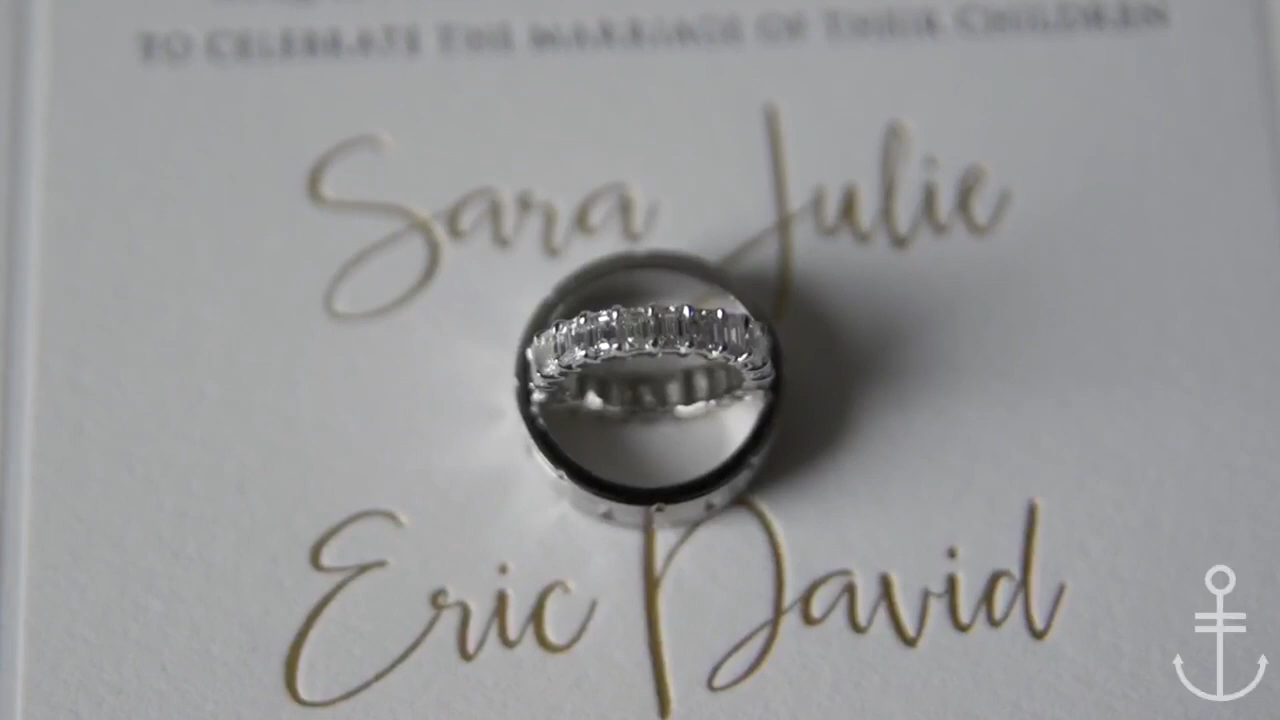 TO CELEBRATE THE MARRIAGE OF THEIR CHILDREN
Sara Julie
Eric David